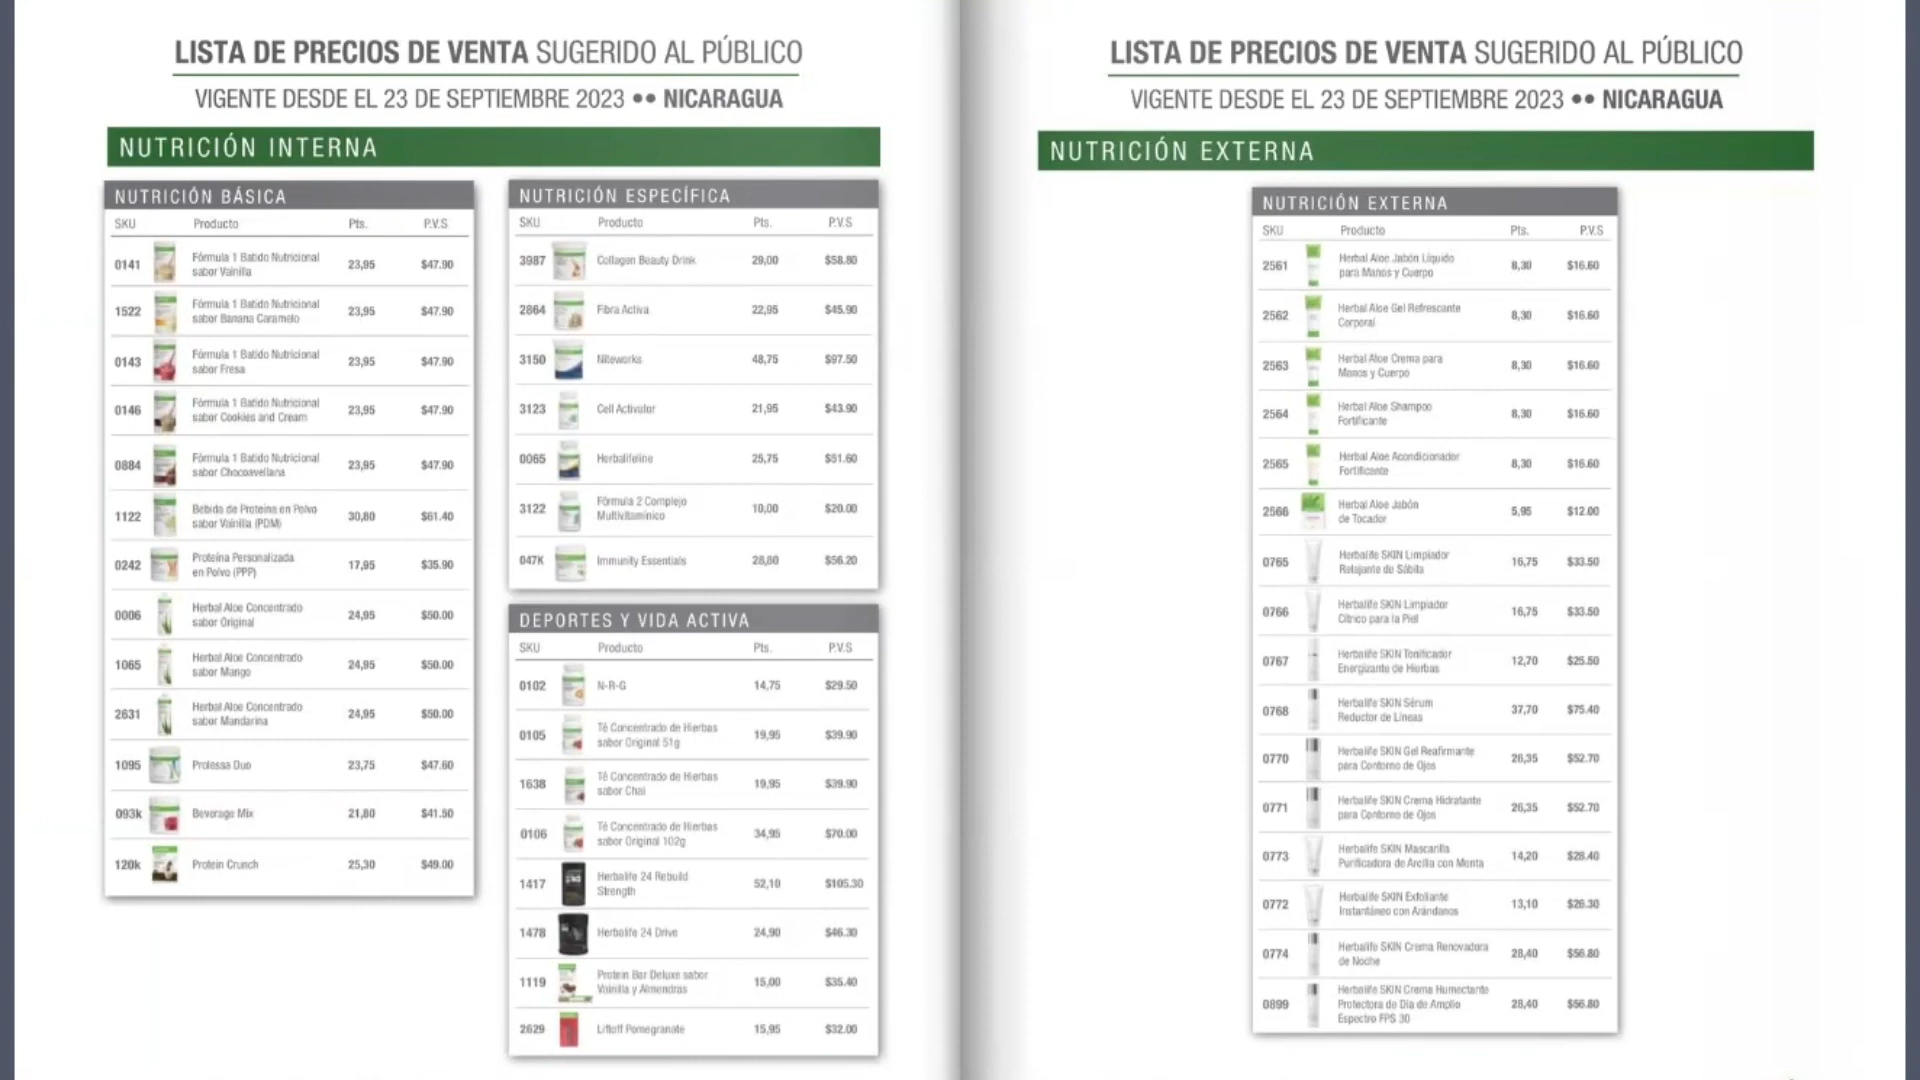 LISTA DE PRECIOS DE VENTA SUGERIDO AL PÚBLICO
VIGENTE DESDE EL 23 DE SEPTIEMBRE 2023 •• NICARAGUA
NUTRICIÓN INTERNA
NUTRICIÓN BÁSICA
SKU Producto Pts. P.V.S
0141 Fórmula 1 Batido Nutricional sabor Vainilla 23,95 $47.90
1522 Fórmula 1 Batido Nutricional sabor Banana Caramelo 23,95 $47.90
0143 Fórmula 1 Batido Nutricional sabor Fresa 23,95 $47.90
0146 Fórmula 1 Batido Nutricional sabor Cookies and Cream 23,95 $47.90
0884 Fórmula 1 Batido Nutricional sabor Chocoavellana 23,95 $47.90
1122 Bebida de Proteína en Polvo sabor Vainilla (PDM) 30,80 $61.40
0242 Proteína Personalizada en Polvo (PPP) 17,95 $35.90
0006 Herbal Aloe Concentrado sabor Original 24,95 $50.00
1065 Herbal Aloe Concentrado sabor Mango 24,95 $50.00
2631 Herbal Aloe Concentrado sabor Mandarina 24,95 $50.00
1095 Prolessa Duo 23,75 $47.60
093k Beverage Mix 21,80 $41.50
120k Protein Crunch 25,30 $49.00
NUTRICIÓN ESPECÍFICA
SKU Producto Pts. P.V.S
3987 Collagen Beauty Drink 29,00 $58.80
2864 Fibra Activa 22,95 $45.90
3150 Niteworks 48,75 $97.50
3123 Cell Activator 21,95 $43.90
0065 Herbalifeline 25,75 $51.60
3122 Fórmula 2 Complejo Multivitamínico 10,00 $20.00
047K Immunity Essentials 28,80 $56.20
DEPORTES Y VIDA ACTIVA
SKU Producto Pts. P.V.S
0102 N-R-G 14,75 $29.50
0105 Té Concentrado de Hierbas sabor Original 51g 19,95 $39.90
1638 Té Concentrado de Hierbas sabor Chai 19,95 $39.90
0106 Té Concentrado de Hierbas sabor Original 102g 34,95 $70.00
1417 Herbalife 24 Rebuild Strength 52,10 $105.30
1478 Herbalife 24 Drive 24,90 $46.30
1119 Protein Bar Deluxe sabor Vainilla y Almendras 15,00 $35.40
2629 Liftoff Pomegranate 15,95 $32.00
LISTA DE PRECIOS DE VENTA SUGERIDO AL PÚBLICO
VIGENTE DESDE EL 23 DE SEPTIEMBRE 2023 •• NICARAGUA
NUTRICIÓN EXTERNA
NUTRICIÓN EXTERNA
SKU Producto Pts. P.V.S
2561 Herbal Aloe Jabón Líquido para Manos y Cuerpo 8,30 $16.60
2562 Herbal Aloe Gel Refrescante Corporal 8,30 $16.60
2563 Herbal Aloe Crema para Manos y Cuerpo 8,30 $16.60
2564 Herbal Aloe Shampoo Fortificante 8,30 $16.60
2565 Herbal Aloe Acondicionador Fortificante 8,30 $16.60
2566 Herbal Aloe Jabón de Tocador 5,95 $12.00
0765 Herbalife SKIN Limpiador Relajante de Sábila 16,75 $33.50
0766 Herbalife SKIN Limpiador Cítrico para la Piel 16,75 $33.50
0767 Herbalife SKIN Tonificador Energizante de Hierbas 12,70 $25.50
0768 Herbalife SKIN Sérum Reductor de Líneas 37,70 $75.40
0770 Herbalife SKIN Gel Reafirmante para Contorno de Ojos 26,35 $52.70
0771 Herbalife SKIN Crema Hidratante para Contorno de Ojos 26,35 $52.70
0773 Herbalife SKIN Mascarilla Purificadora de Arcilla con Menta 14,20 $28.40
0772 Herbalife SKIN Exfoliante Instantáneo con Arándanos 13,10 $26.30
0774 Herbalife SKIN Crema Renovadora de Noche 28,40 $56.80
0899 Herbalife SKIN Crema Humectante Protectora de Día de Amplio Espectro FPS 30 28,40 $56.80